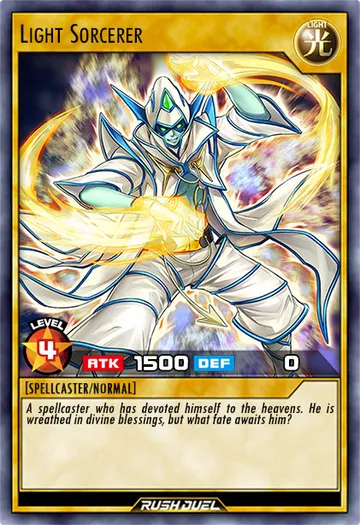 Light Sorcerer
LIGHT
光
LEVEL
4
ATK 1500 DEF 0
[SPELLCASTER/NORMAL]
A spellcaster who has devoted himself to the heavens. He is
wreathed in divine blessings, but what fate awaits him?
RUSH DUEL